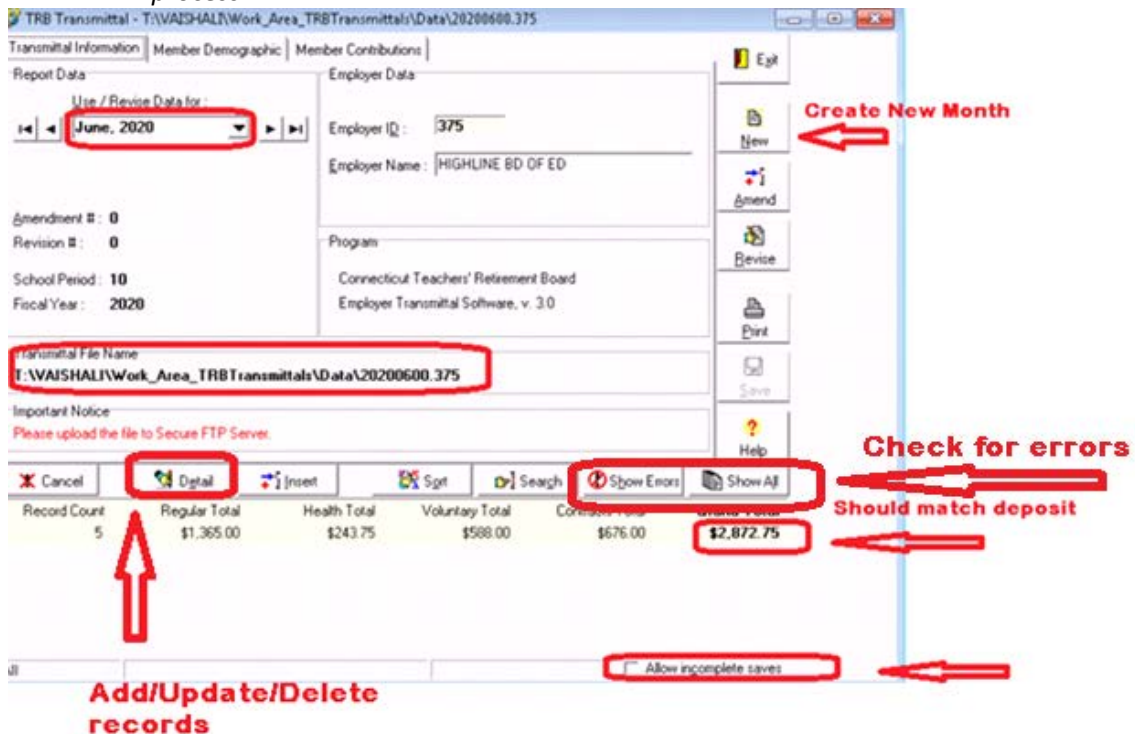 TRB Transmittal - T:\VAISHALI\Work_Area_TRBTransmittals\Data\20200600.375
Transmittal Information Member Demographic Member Contributions
Report Data
Use / Revise Data for :
June, 2020
Amendment # : 0
Revision # : 0
School Period : 10
Fiscal Year : 2020
Employer Data
Employer ID : 375
Employer Name : HIGHLINE BD OF ED
Program
Connecticut Teachers' Retirement Board
Employer Transmittal Software, v. 3.0
Transmittal File Name
T:\VAISHALI\Work_Area_TRBTransmittals\Data\20200600.375
Important Notice
Please upload the file to Secure FTP Server.
Exit
New
Amend
Revise
Print
Save
Help
Create New Month
Check for errors
Cancel Detail Insert Sort Search Show Errors Show All
Should match deposit
Record Count Regular Total Health Total Voluntary Total Total
5 $1,365.00 $243.75 $588.00 $676.00 $2,872.75
All
Allow incomplete saves
Add/Update/Delete
records